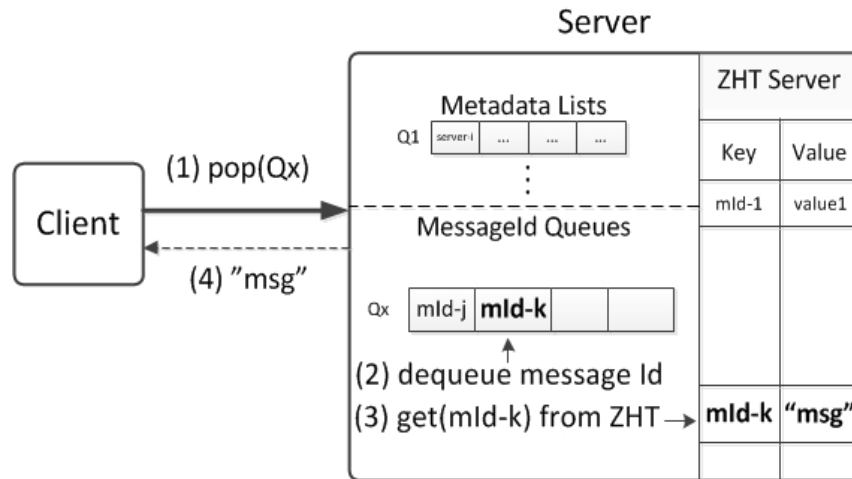 Server
ZHT Server
Metadata Lists
Q1 server-i ... ... ...
Key Value
(1) pop(Qx)
mId-1 value1
Client
MessageId Queues
(4) ”msg”
Qx mId-j mId-k
(2) dequeue message Id
(3) get(mId-k) from ZHT
mId-k “msg”